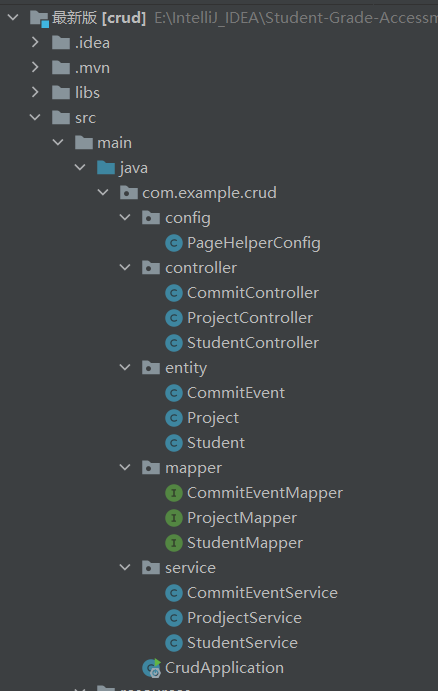 最新版 [crud] E:\IntelliJ_IDEA\Student-Grade-Accessm
.idea
.mvn
libs
src
main
java
com.example.crud
config
C PageHelperConfig
controller
C CommitController
C ProjectController
C StudentController
entity
C CommitEvent
C Project
C Student
mapper
I CommitEventMapper
I ProjectMapper
I StudentMapper
service
C CommitEventService
C ProdjectService
C StudentService
CrudApplication
resources